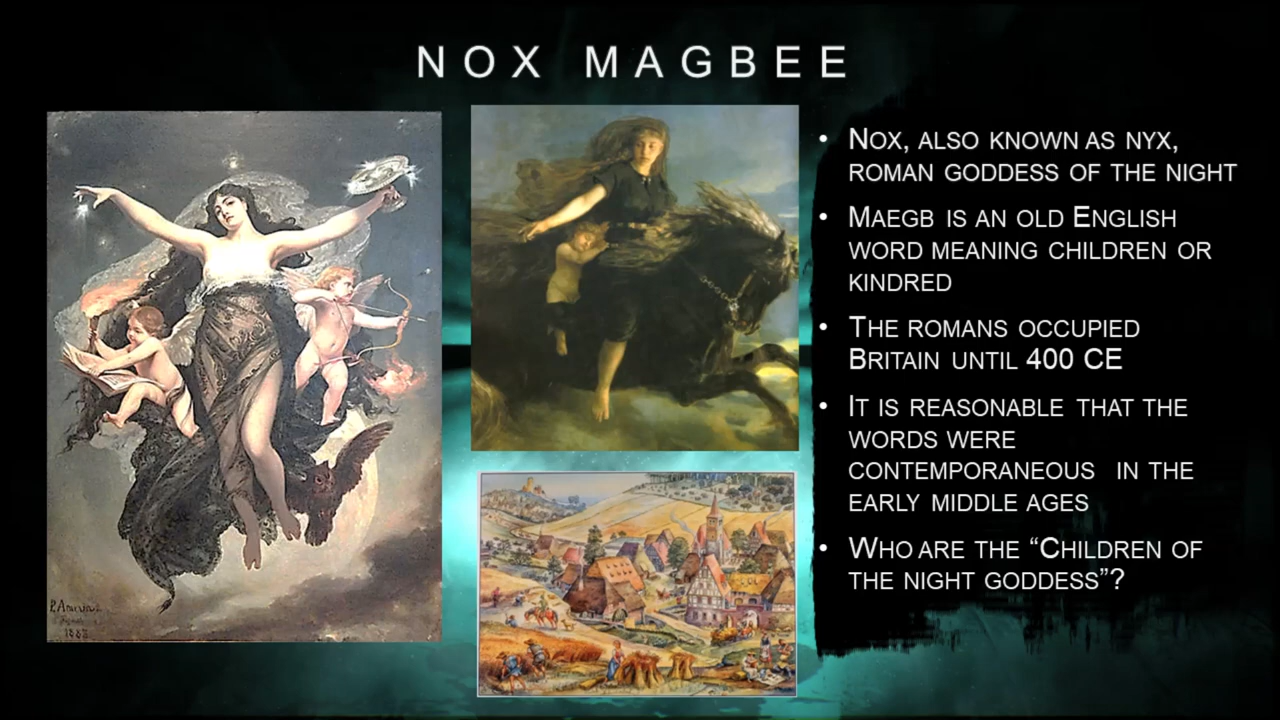 NOX MAGBEE
NOX, ALSO KNOWN AS NYX,
ROMAN GODDESS OF THE NIGHT
MAEGB IS AN OLD ENGLISH
WORD MEANING CHILDREN OR
KINDRED
THE ROMANS OCCUPIED
BRITAIN UNTIL 400 CE
IT IS REASONABLE THAT THE
WORDS WERE
CONTEMPORANEOUS IN THE
EARLY MIDDLE AGES
WHO ARE THE “CHILDREN OF
THE NIGHT GODDESS”?